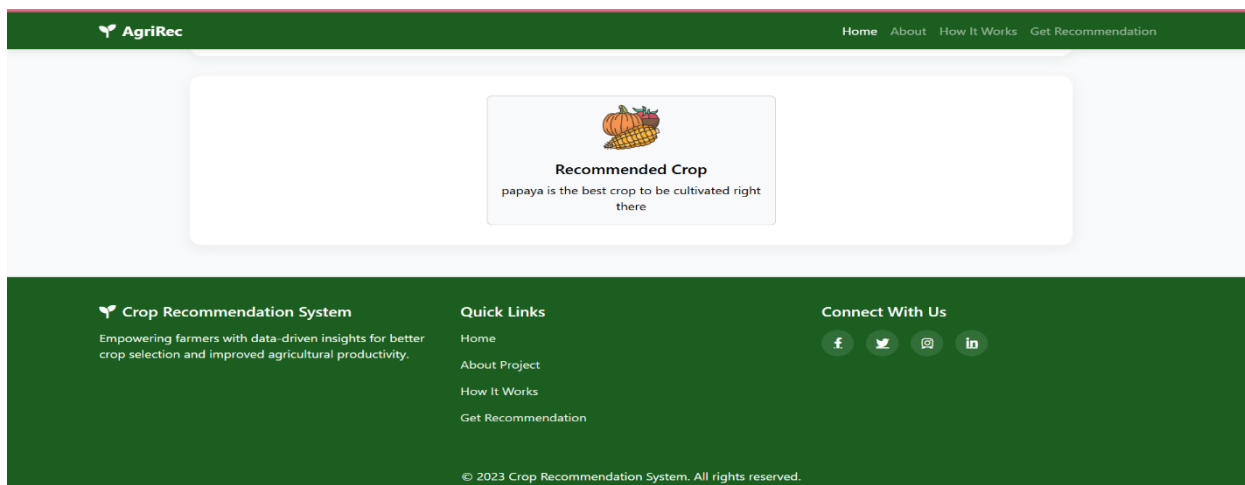 AgriRec
Home About How It Works Get Recommendation
Recommended Crop
papaya is the best crop to be cultivated right
there
Crop Recommendation System
Empowering farmers with data-driven insights for better
crop selection and improved agricultural productivity.
Quick Links
Home
About Project
How It Works
Get Recommendation
Connect With Us
© 2023 Crop Recommendation System. All rights reserved.